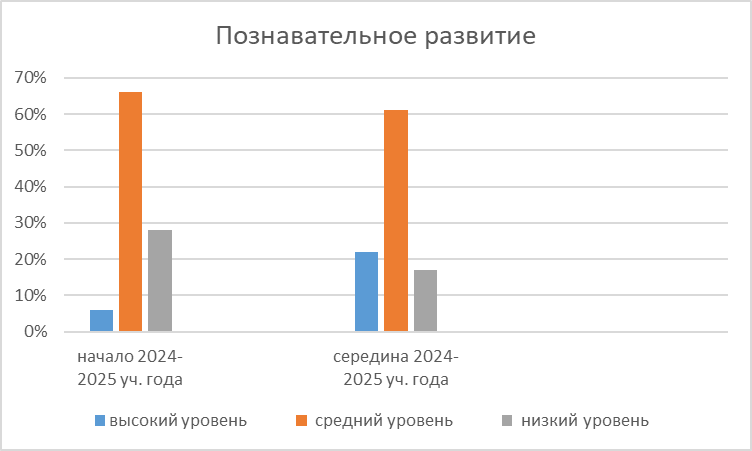 Познавательное развитие
70%
60%
50%
40%
30%
20%
10%
0%
начало 2024-
2025 уч. года
середина 2024-
2025 уч. года
высокий уровень
средний уровень
низкий уровень